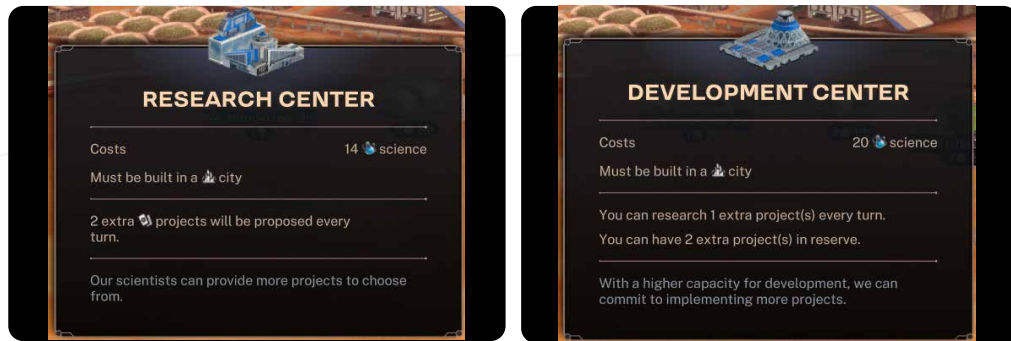 RESEARCH CENTER
Costs 14 science
Must be built in a city
2 extra projects will be proposed every
turn.
Our scientists can provide more projects to choose
from.
DEVELOPMENT CENTER
Costs 20 science
Must be built in a city
You can research 1 extra project(s) every turn.
You can have 2 extra project(s) in reserve.
With a higher capacity for development, we can
commit to implementing more projects.